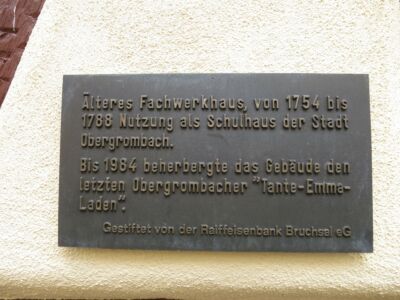 Älteres Fachwerkhaus, von 1754 bis
1788 Nutzung als Schulhaus der Stadt
Obergrombach.
Bis 1984 beherbergte das Gebäude den
letzten Obergrombacher "Tante-Emma-
Laden".
Gestiftet von der Raiffeisenbank Bruchsal eG